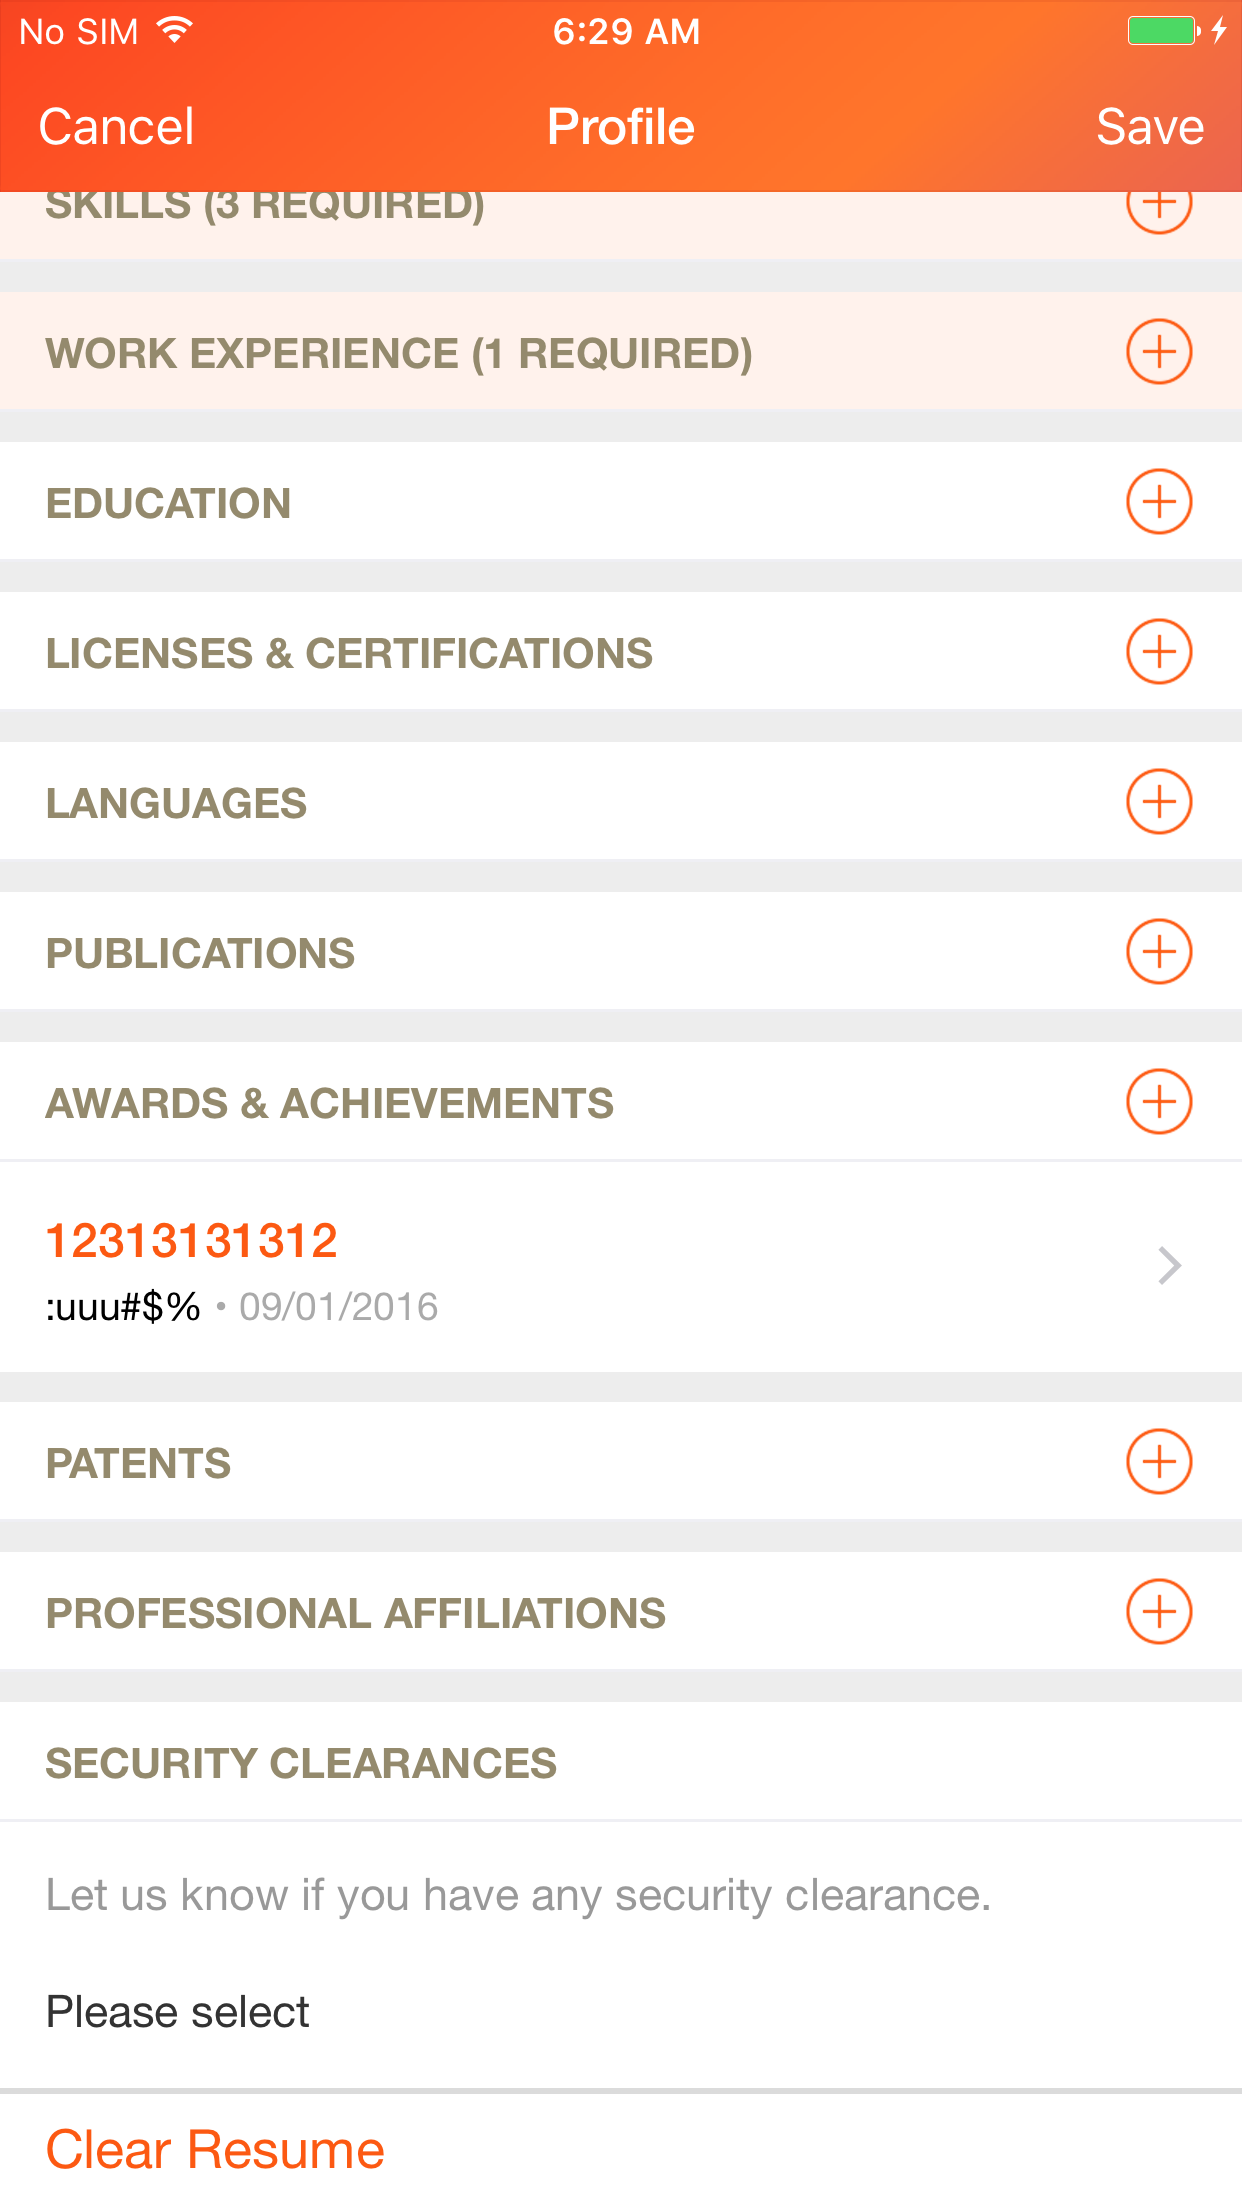 No SIM 6:29 AM
Cancel Profile Save
SKILLS (3 REQUIRED)
WORK EXPERIENCE (1 REQUIRED)
EDUCATION
LICENSES & CERTIFICATIONS
LANGUAGES
PUBLICATIONS
AWARDS & ACHIEVEMENTS
12313131312
:uuu#$% • 09/01/2016
PATENTS
PROFESSIONAL AFFILIATIONS
SECURITY CLEARANCES
Let us know if you have any security clearance.
Please select
Clear Resume